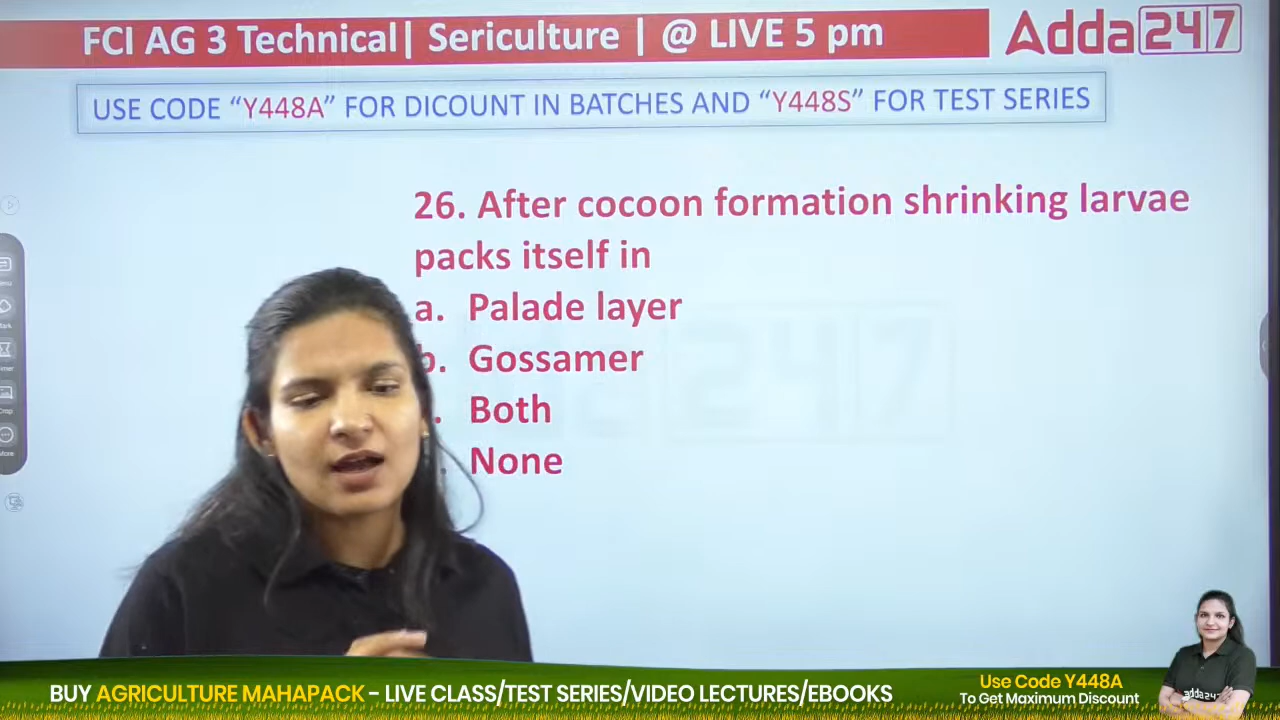 FCI AG 3 Technical| Sericulture | @ LIVE 5 pm
Adda247
USE CODE “Y448A” FOR DICOUNT IN BATCHES AND “Y448S” FOR TEST SERIES
26. After cocoon formation shrinking larvae
packs itself in
a. Palade layer
b. Gossamer
. Both
. None
BUY AGRICULTURE MAHAPACK – LIVE CLASS/TEST SERIES/VIDEO LECTURES/EBOOKS
Use Code Y448A
To Get Maximum Discount
adda247